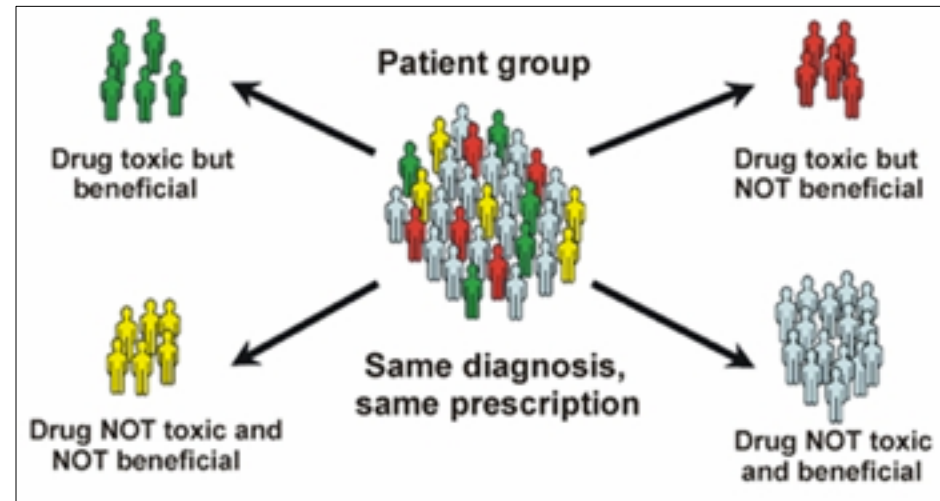 Patient group
Drug toxic but
beneficial
Drug toxic but
NOT beneficial
Same diagnosis,
same prescription
Drug NOT toxic and
NOT beneficial
Drug NOT toxic
and beneficial